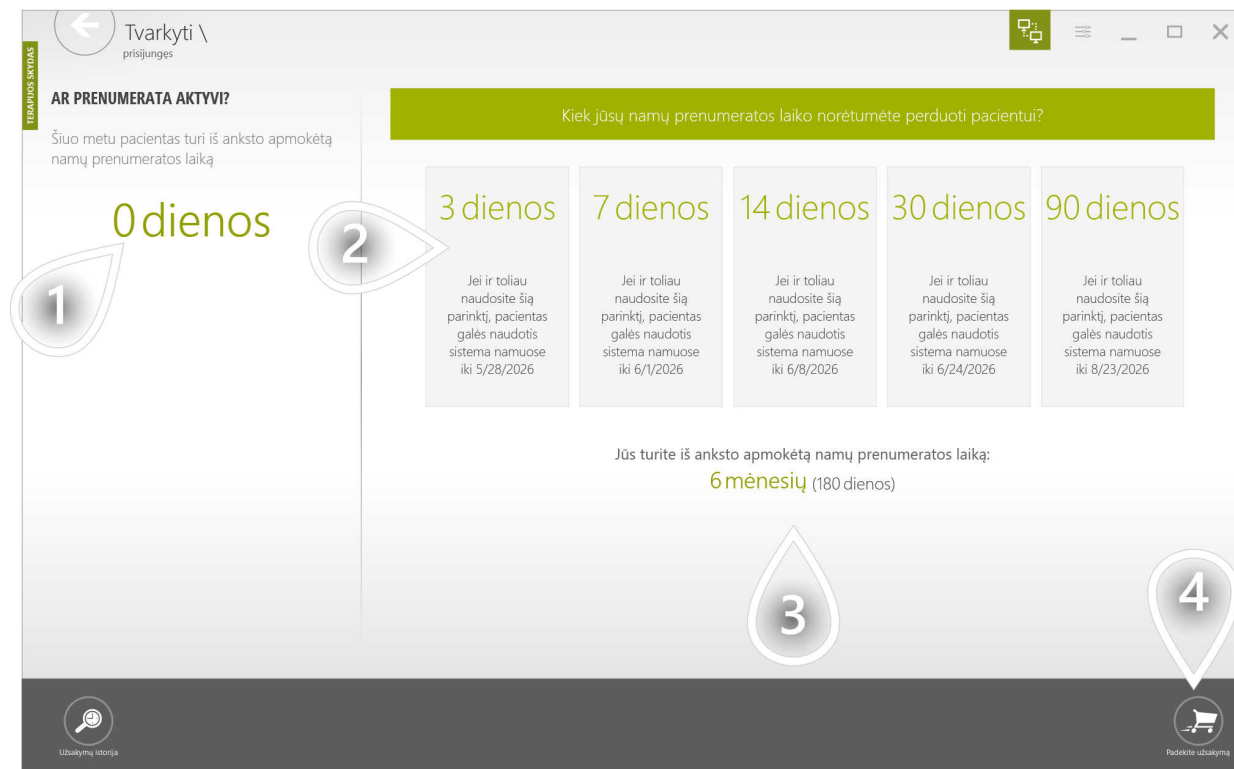 Tvarkyti \
prisijungęs
TERAPIJOS SKYDAS
AR PRENUMERATA AKTYVI?
Šiuo metu pacientas turi iš anksto apmokėtą
namų prenumeratos laiką
0 dienos
1
Kiek jūsų namų prenumeratos laiko norėtumėte perduoti pacientui?
2
3 dienos
Jei ir toliau
naudosite šią
parinktį, pacientas
galės naudotis
sistema namuose
iki 5/28/2026
7 dienos
Jei ir toliau
naudosite šią
parinktį, pacientas
galės naudotis
sistema namuose
iki 6/1/2026
14 dienos
Jei ir toliau
naudosite šią
parinktį, pacientas
galės naudotis
sistema namuose
iki 6/8/2026
30 dienos
Jei ir toliau
naudosite šią
parinktį, pacientas
galės naudotis
sistema namuose
iki 6/24/2026
90 dienos
Jei ir toliau
naudosite šią
parinktį, pacientas
galės naudotis
sistema namuose
iki 8/23/2026
Jūs turite iš anksto apmokėtą namų prenumeratos laiką:
6 mėnesių (180 dienos)
3
4
Užsakymų istorija
Padėkite užsakymą